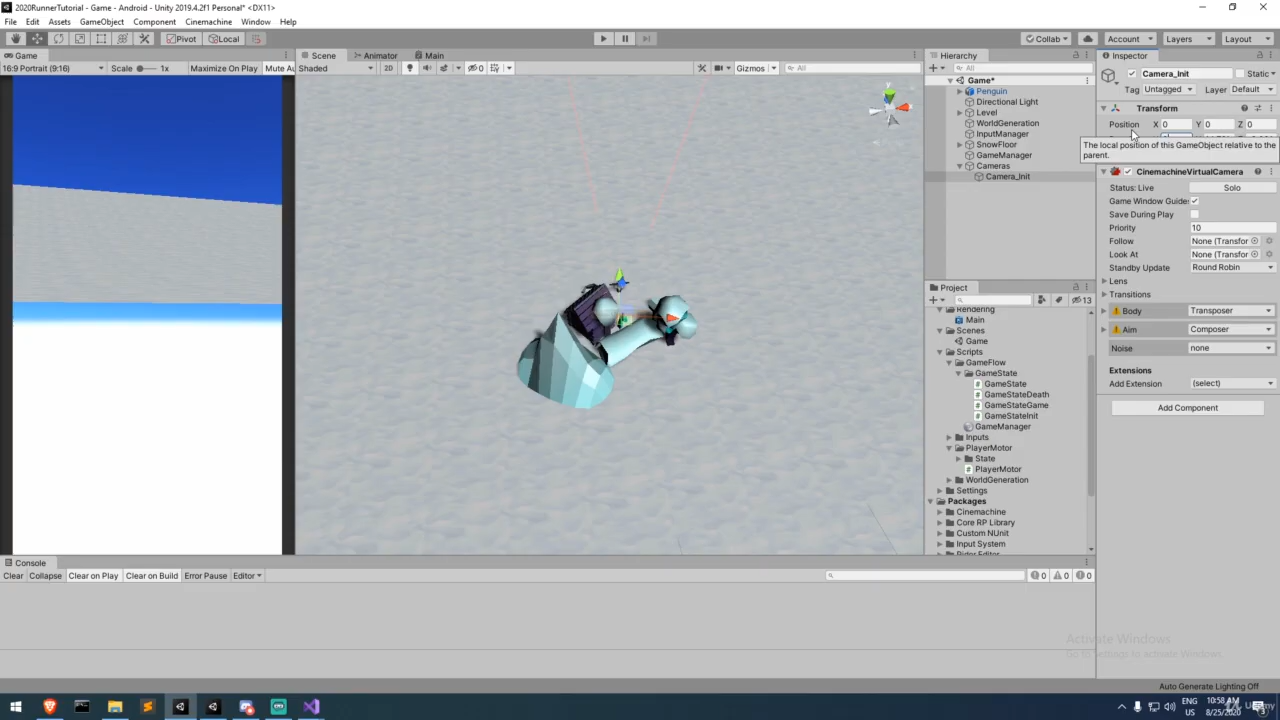 2020RunnerTutorial - Game - Android - Unity 2019.4.2f1 Personal* <DX11>
File Edit Assets GameObject Component Cinemachine Window Help
Pivot Local Collab Account Layers Layout
Game Scene Animator Main Hierarchy Inspector
16:9 Portrait (9:16) Scale 1x Maximize On Play Mute Au Shaded 2D 0 Gizmos All All
Camera_Init Static
Tag Untagged Layer Default
Transform
Position X 0 Y 0 Z 0
The local position of this GameObject relative to the
parent.
Game*
Penguin
Directional Light
Level
WorldGeneration
InputManager
SnowFloor
GameManager
Cameras
Camera_Init
CinemachineVirtualCamera
Status: Live Solo
Game Window Guides
Save During Play
Priority 10
Follow None (Transfor
Look At None (Transfor
Standby Update Round Robin
Lens
Transitions
Body Transposer
Aim Composer
Noise none
Extensions
Add Extension (select)
Add Component
Project
13
Rendering
Main
Scenes
Game
Scripts
GameFlow
GameState
GameState
GameStateDeath
GameStateGame
GameStateInit
GameManager
Inputs
PlayerMotor
State
PlayerMotor
WorldGeneration
Settings
Packages
Cinemachine
Core RP Library
Custom NUnit
Input System
Rider Editor
Console
Clear Collapse Clear on Play Clear on Build Error Pause Editor 0 0 0
Activate Windows
Go to Settings to activate Windows.
Auto Generate Lighting Off
ENG
US
10:58 AM
8/25/2020
Udemy